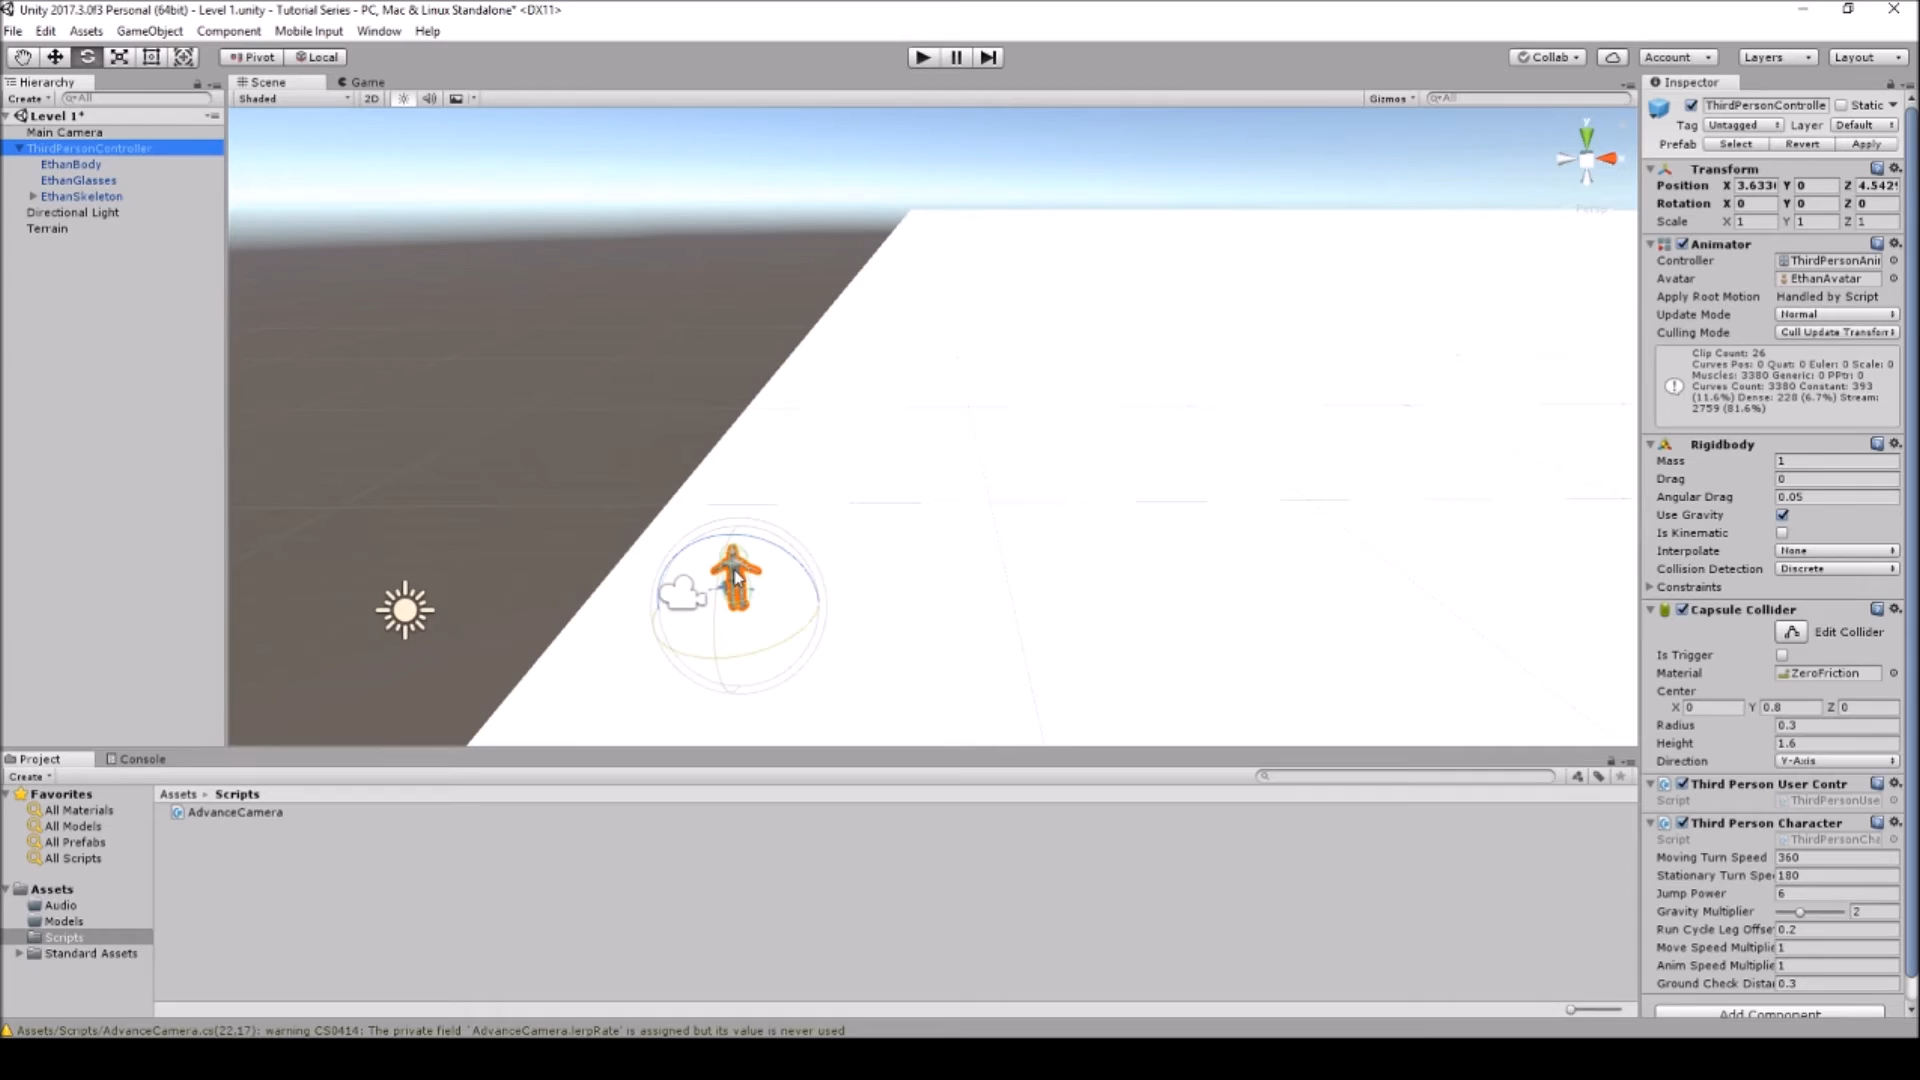 Unity 2017.3.0f3 Personal (64bit) - Level 1.unity - Tutorial Series - PC, Mac & Linux Standalone* <DX11>
File Edit Assets GameObject Component Mobile Input Window Help
Pivot Local Collab Account Layers Layout
Hierarchy Scene Game Inspector
Create All Shaded 2D Gizmos All
ThirdPersonControlle Static
Level 1*
Tag Untagged Layer Default
Main Camera
ThirdPersonController
Prefab Select Revert Apply
EthanBody
EthanGlasses
EthanSkeleton
Directional Light
Terrain
y
Persp
Transform
Position X 3.633 Y 0 Z 4.542
Rotation X 0 Y 0 Z 0
Scale X 1 Y 1 Z 1
Animator
Controller ThirdPersonAni
Avatar EthanAvatar
Apply Root Motion Handled by Script
Update Mode Normal
Culling Mode Cull Update Transform
Clip Count: 26
Curves Pos: 0 Quat: 0 Euler: 0 Scale: 0
Muscles: 3380 Generic: 0 PPtr: 0
Curves Count: 3380 Constant: 393
(11.6%) Dense: 228 (6.7%) Stream:
2759 (81.6%)
Rigidbody
Mass 1
Drag 0
Angular Drag 0.05
Use Gravity
Is Kinematic
Interpolate None
Collision Detection Discrete
Constraints
Capsule Collider
Edit Collider
Is Trigger
Material ZeroFriction
Center
X 0 Y 0.8 Z 0
Radius 0.3
Height 1.6
Direction Y-Axis
Third Person User Contr
Script ThirdPersonUse
Third Person Character
Script ThirdPersonCha
Moving Turn Speed 360
Stationary Turn Spe 180
Jump Power 6
Gravity Multiplier 2
Run Cycle Leg Offse 0.2
Move Speed Multiplie 1
Anim Speed Multiplie 1
Ground Check Dista 0.3
Add Component
Project Console
Create
Favorites
All Materials
All Models
All Prefabs
All Scripts
Assets
Audio
Models
Scripts
Standard Assets
Assets Scripts
AdvanceCamera
Assets/Scripts/AdvanceCamera.cs(22,17): warning CS0414: The private field `AdvanceCamera.lerpRate' is assigned but its value is never used